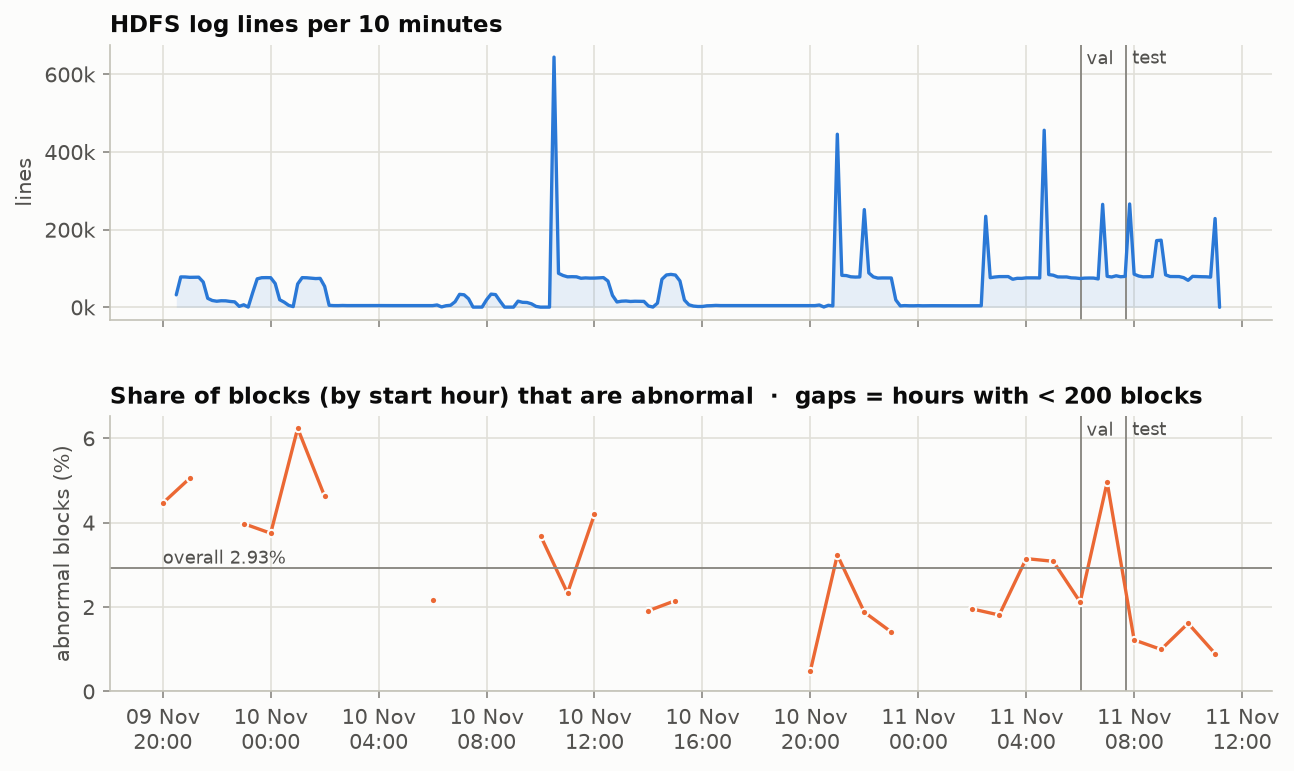 HDFS log lines per 10 minutes
600k
400k
200k
0k
lines
val
test
Share of blocks (by start hour) that are abnormal · gaps = hours with < 200 blocks
6
4
2
0
abnormal blocks (%)
val
test
overall 2.93%
09 Nov 10 Nov 10 Nov 10 Nov 10 Nov 10 Nov 10 Nov 11 Nov 11 Nov 11 Nov 11 Nov
20:00 00:00 04:00 08:00 12:00 16:00 20:00 00:00 04:00 08:00 12:00